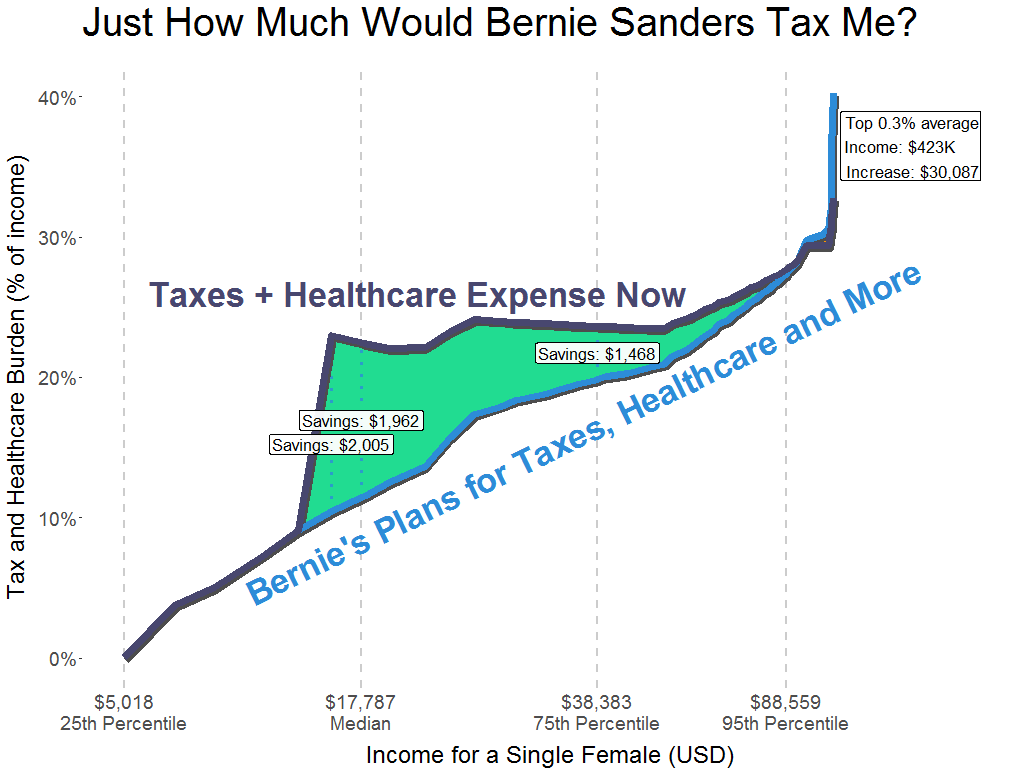 Just How Much Would Bernie Sanders Tax Me?
Tax and Healthcare Burden (% of income)
40%
30%
20%
10%
0%
Top 0.3% average
Income: $423K
Increase: $30,087
Taxes + Healthcare Expense Now
Savings: $1,468
Savings: $1,962
Savings: $2,005
Bernie's Plans for Taxes, Healthcare and More
$5,018
25th Percentile
$17,787
Median
$38,383
75th Percentile
$88,559
95th Percentile
Income for a Single Female (USD)